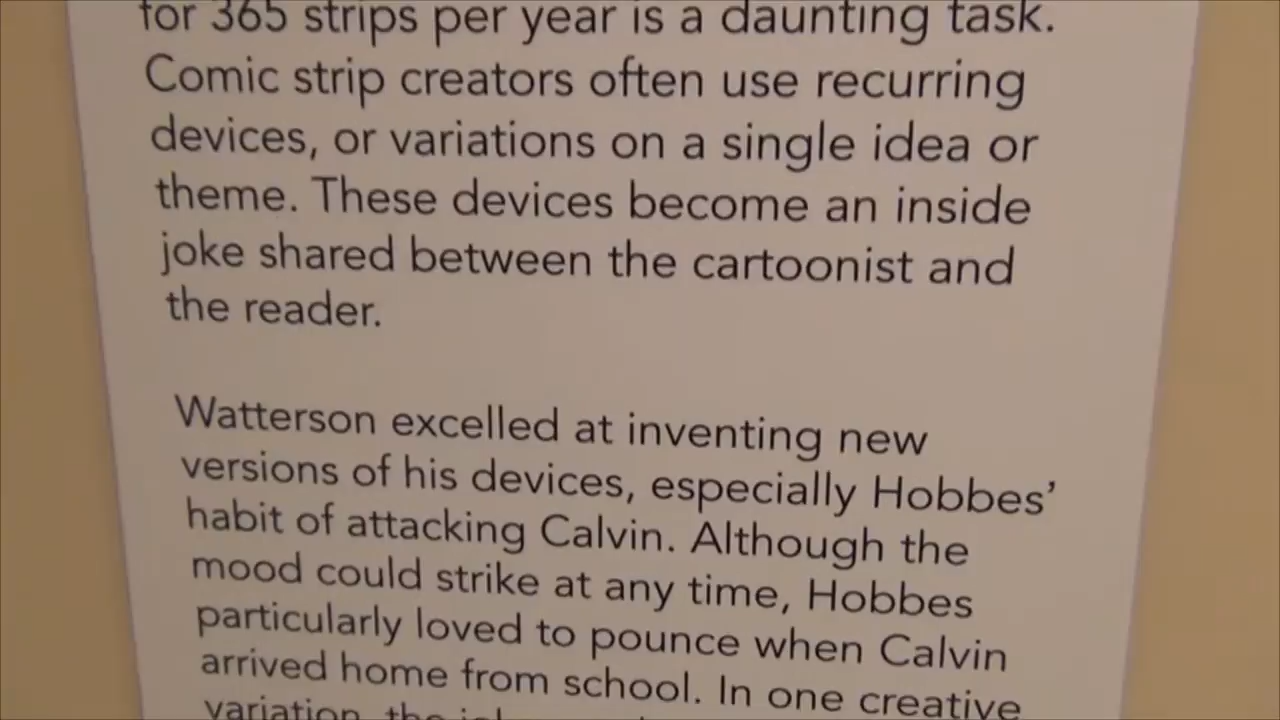 for 365 strips per year is a daunting task.
Comic strip creators often use recurring
devices, or variations on a single idea or
theme. These devices become an inside
joke shared between the cartoonist and
the reader.
Watterson excelled at inventing new
versions of his devices, especially Hobbes’
habit of attacking Calvin. Although the
mood could strike at any time, Hobbes
particularly loved to pounce when Calvin
arrived home from school. In one creative
variation, the